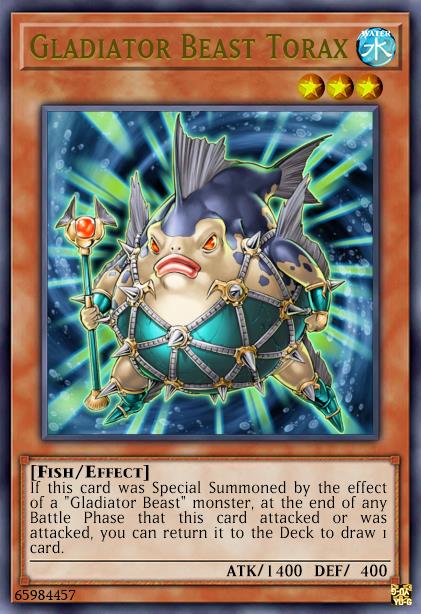 GLADIATOR BEAST TORAX
WATER
水
[FISH/EFFECT]
If this card was Special Summoned by the effect
of a "Gladiator Beast" monster, at the end of any
Battle Phase that this card attacked or was
attacked, you can return it to the Deck to draw 1
card.
ATK/1400 DEF/ 400
65984457